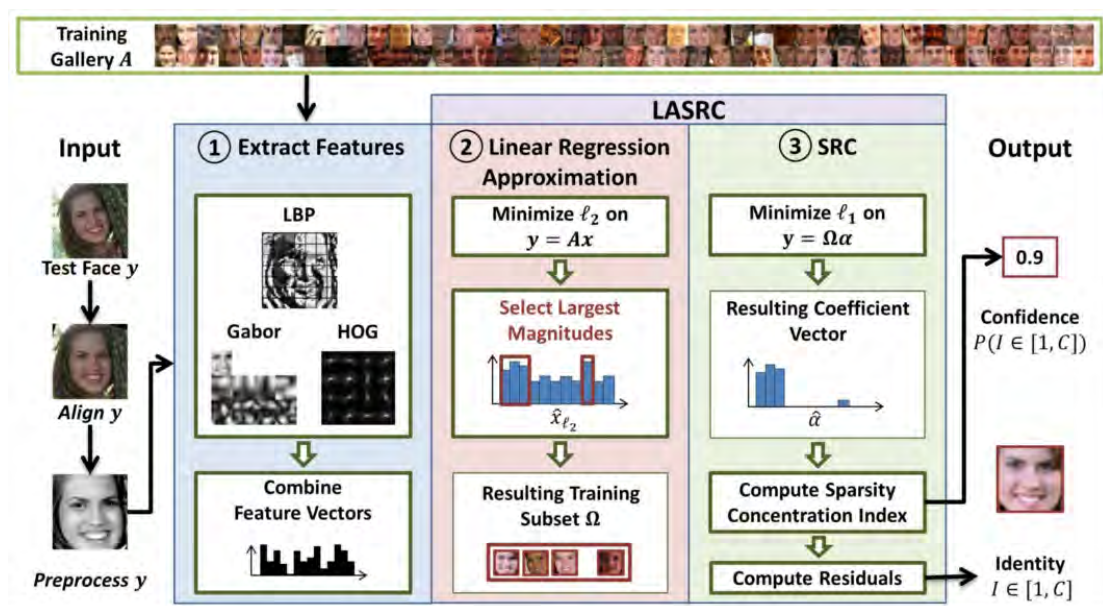 Training
Gallery A
LASRC
Input
Test Face y
Align y
Preprocess y
① Extract Features
LBP
Gabor
HOG
Combine
Feature Vectors
② Linear Regression
Approximation
Minimize ℓ₂ on
y = Ax
Select Largest
Magnitudes
x̂_ℓ₂
Resulting Training
Subset Ω
③ SRC
Minimize ℓ₁ on
y = Ωα
Resulting Coefficient
Vector
α̂
Compute Sparsity
Concentration Index
Compute Residuals
Output
0.9
Confidence
P(I ∈ [1, C])
Identity
I ∈ [1, C]